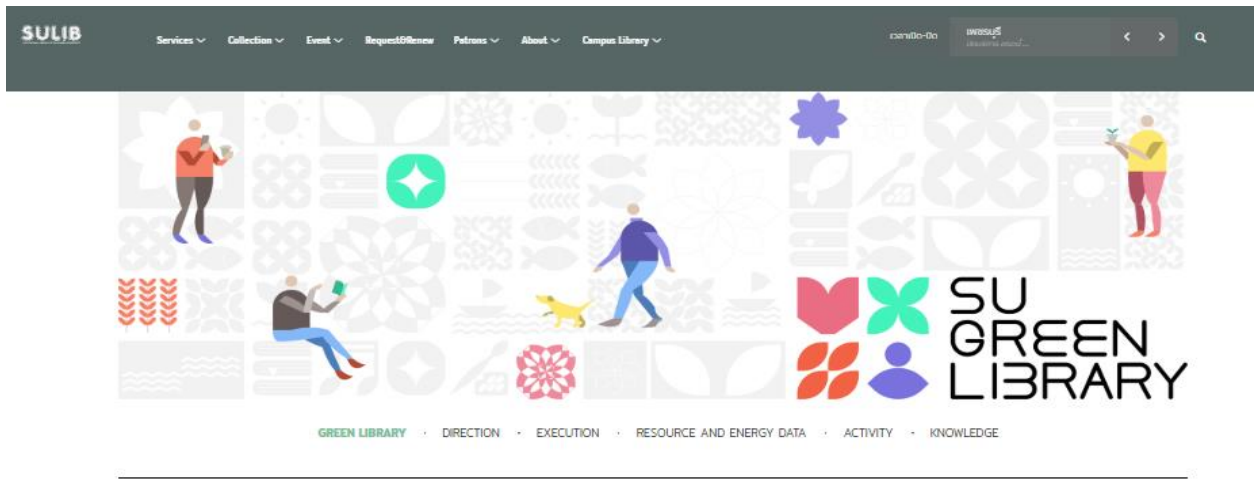 SULIB
Services Collection Event Request&Renew Patrons About Campus Library เวลาเปิด-ปิด เพชรบุรี
SU
GREEN
LIBRARY
GREEN LIBRARY · DIRECTION · EXECUTION · RESOURCE AND ENERGY DATA · ACTIVITY · KNOWLEDGE